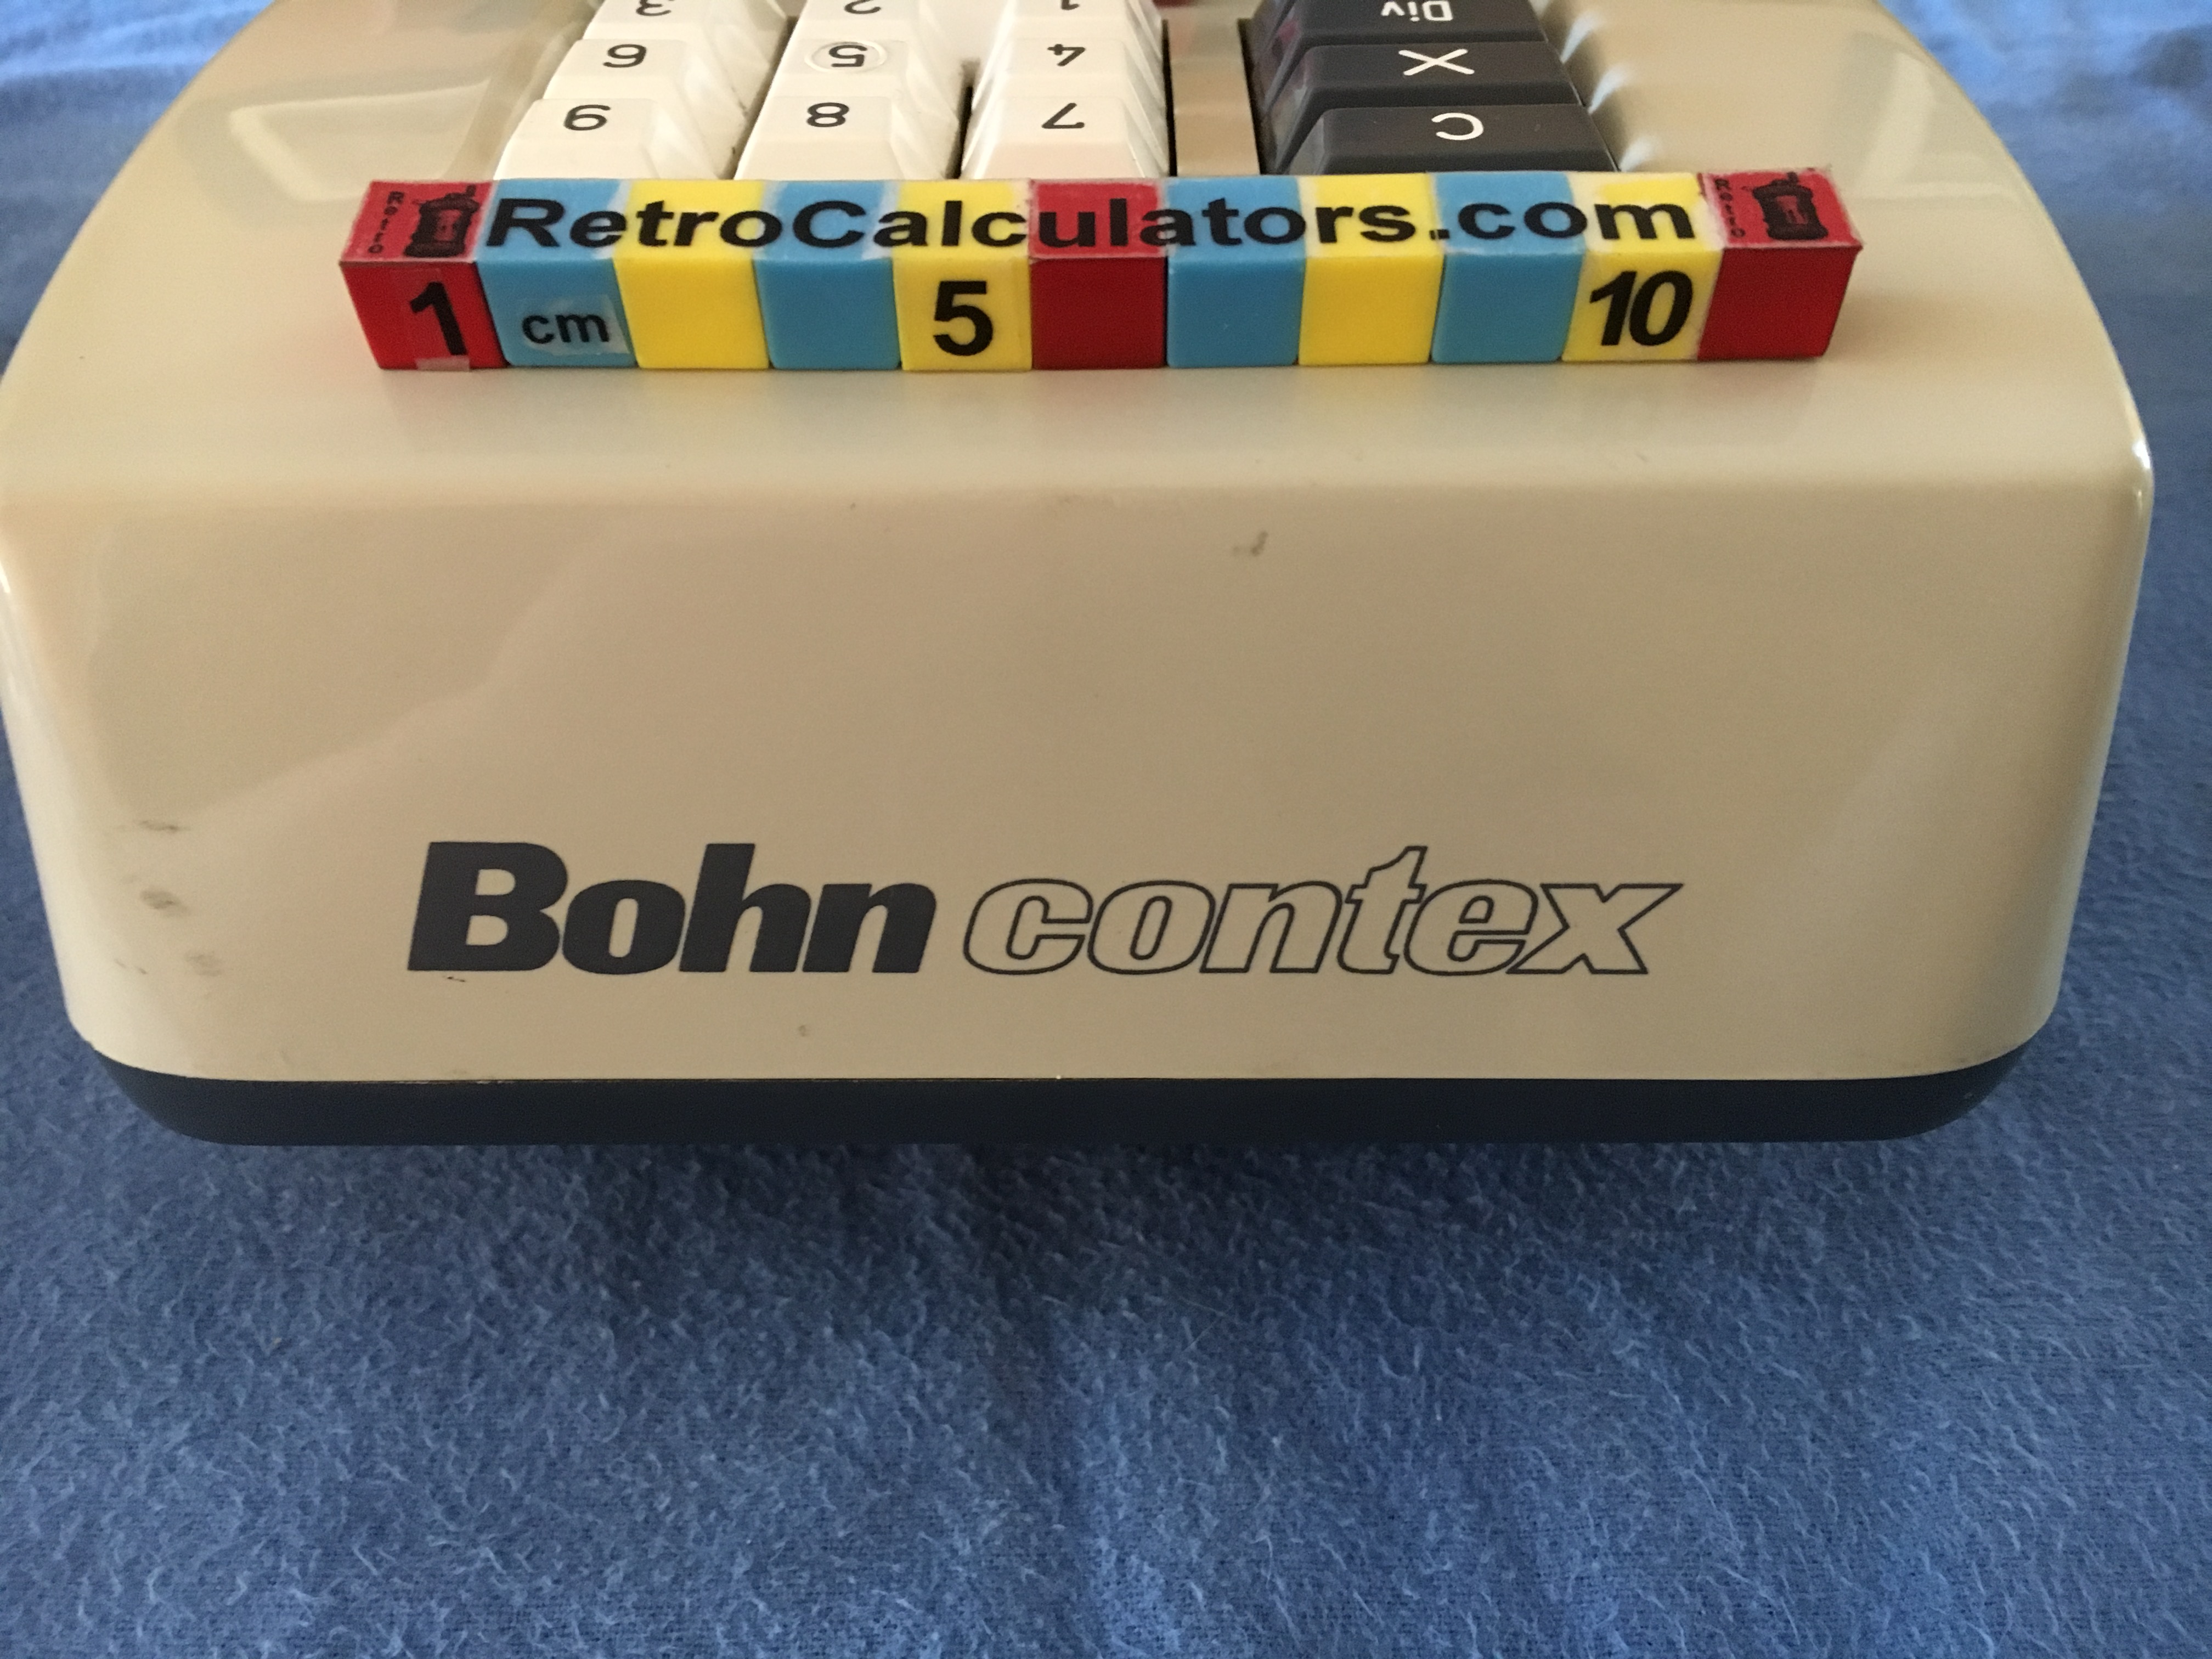 3 2 1 Div
6 5 4 X
9 8 7 C
Retro RetroCalculators.com Retro
1 cm 5 10
Bohn contex